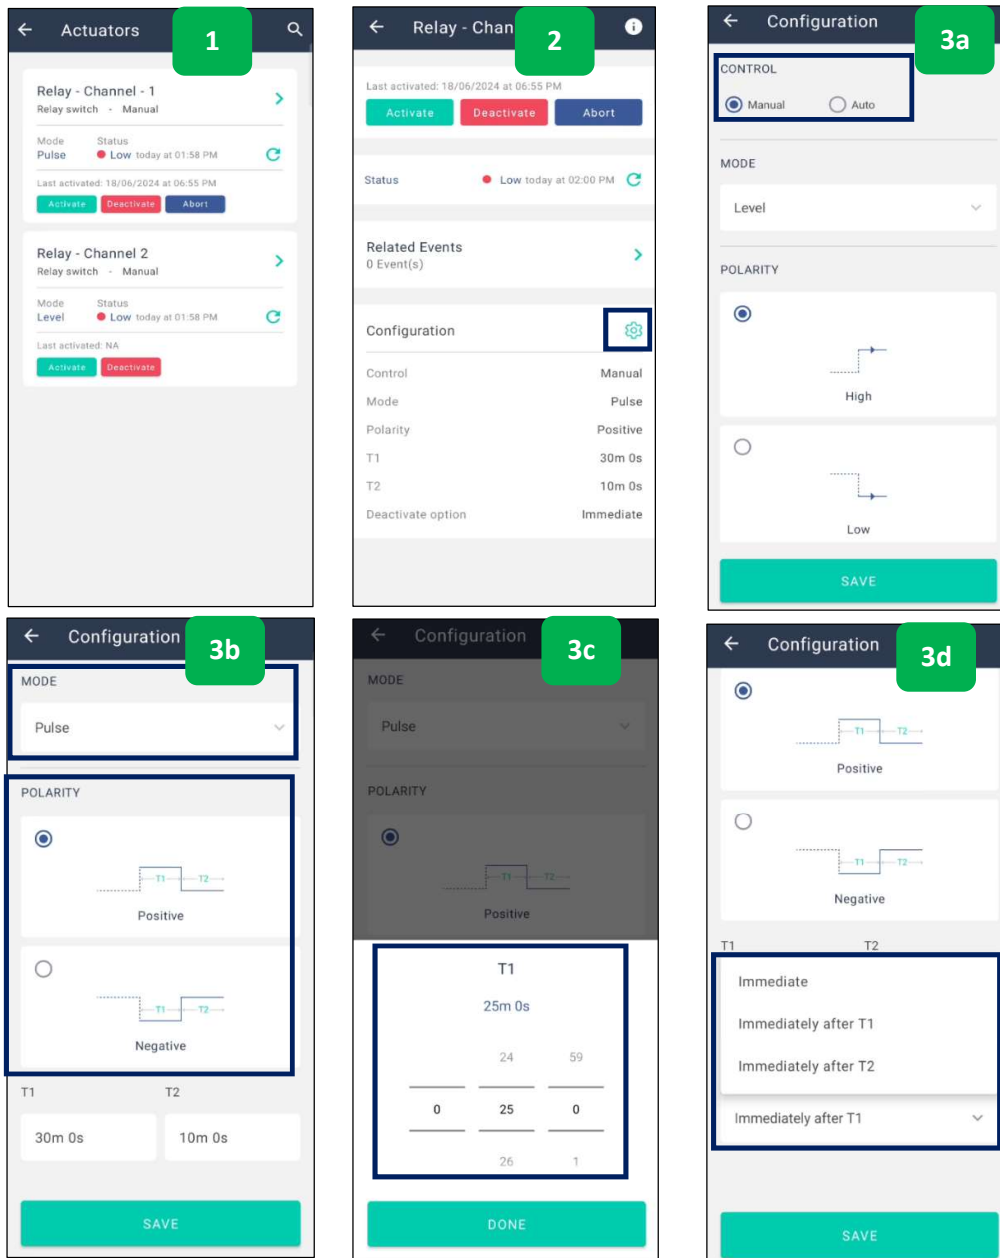 Actuators
1
Relay - Channel - 1
Relay switch - Manual
Mode Status
Pulse Low today at 01:58 PM
Last activated: 18/06/2024 at 06:55 PM
Activate Deactivate Abort
Relay - Channel 2
Relay switch - Manual
Mode Status
Level Low today at 01:58 PM
Last activated: NA
Activate Deactivate
Relay - Chan
2
Last activated: 18/06/2024 at 06:55 PM
Activate Deactivate Abort
Status Low today at 02:00 PM
Related Events
0 Event(s)
Configuration
Control Manual
Mode Pulse
Polarity Positive
T1 30m 0s
T2 10m 0s
Deactivate option Immediate
Configuration
3a
CONTROL
Manual Auto
MODE
Level
POLARITY
High
Low
SAVE
Configuration
3b
MODE
Pulse
POLARITY
T1 T2
Positive
T1 T2
Negative
T1 T2
30m 0s 10m 0s
SAVE
Configuration
3c
MODE
Pulse
POLARITY
T1 T2
Positive
T1
25m 0s
24 59
0 25 0
26 1
DONE
Configuration
3d
T1 T2
Positive
T1 T2
Negative
T1 T2
Immediate
Immediately after T1
Immediately after T2
Immediately after T1
SAVE